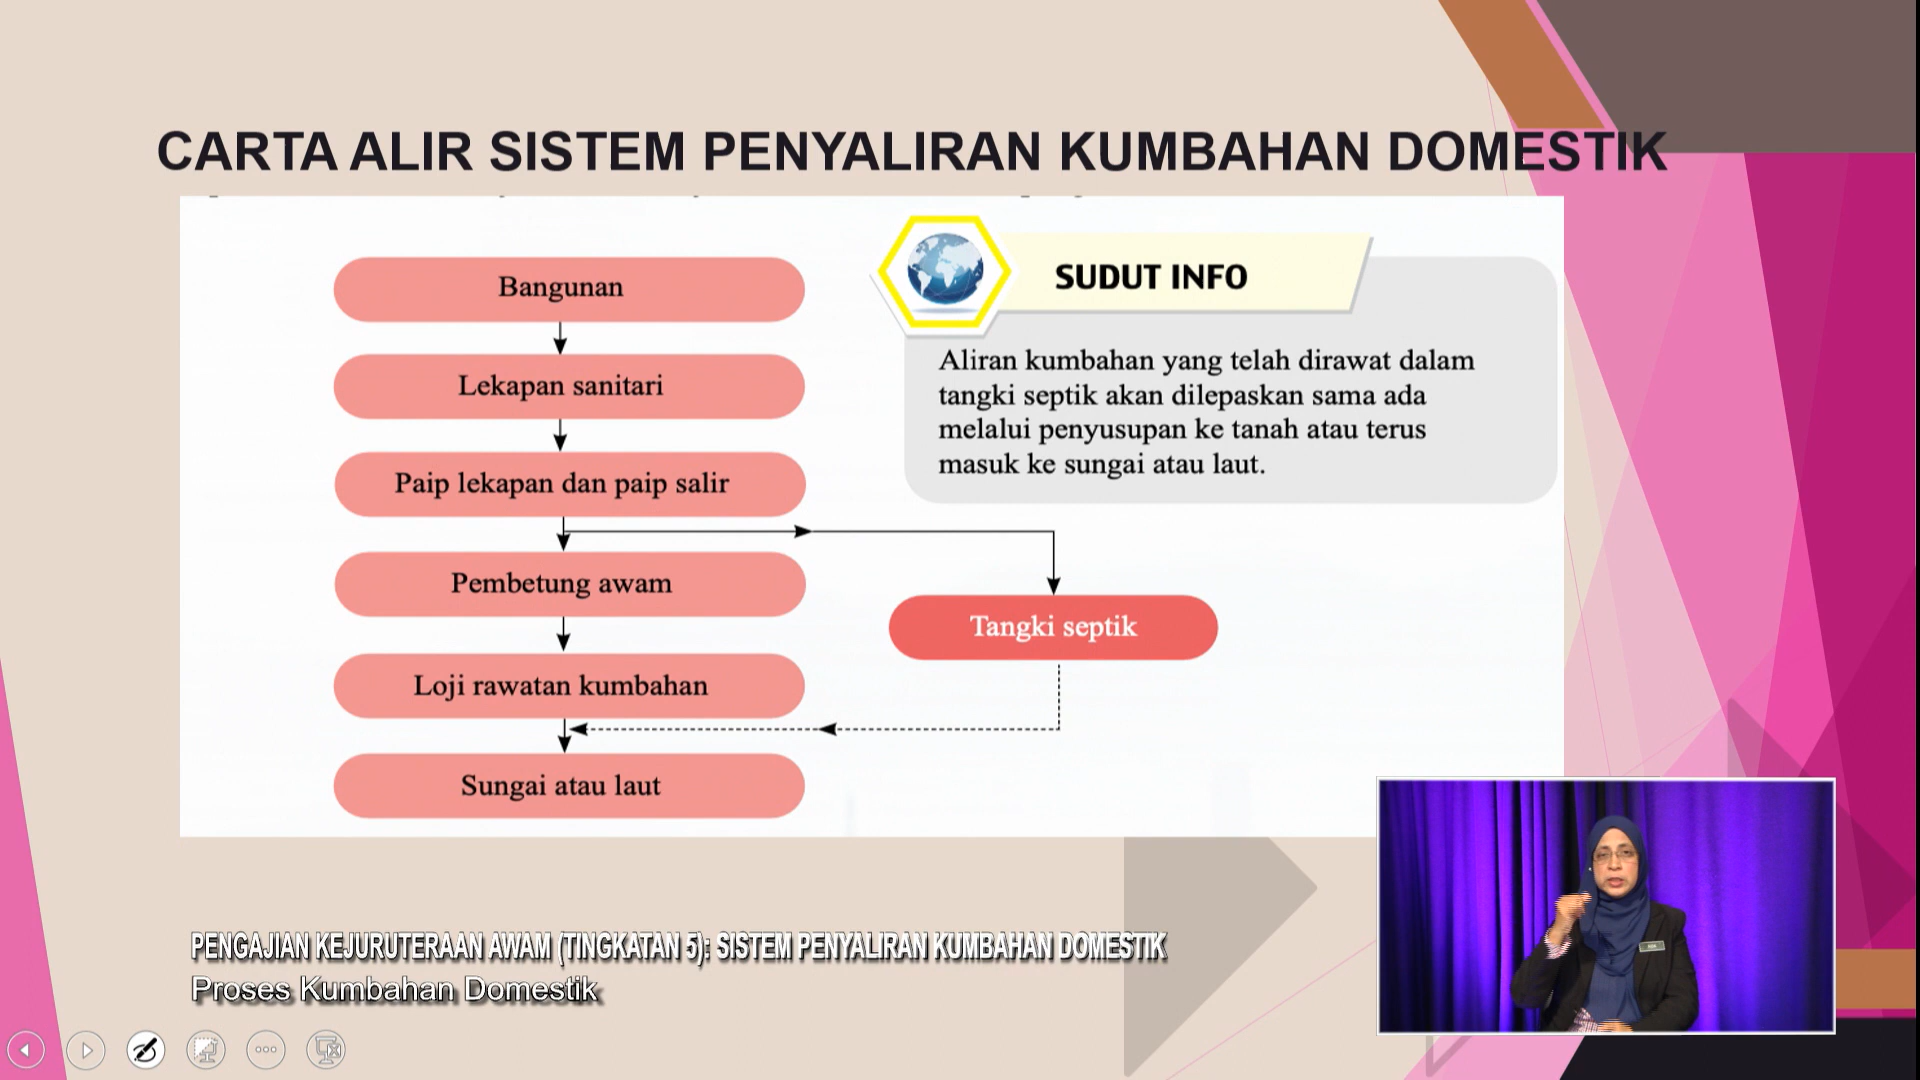 CARTA ALIR SISTEM PENYALIRAN KUMBAHAN DOMESTIK
Bangunan
Lekapan sanitari
Paip lekapan dan paip salir
Pembetung awam
Loji rawatan kumbahan
Sungai atau laut
Tangki septik
SUDUT INFO
Aliran kumbahan yang telah dirawat dalam
tangki septik akan dilepaskan sama ada
melalui penyusupan ke tanah atau terus
masuk ke sungai atau laut.
PENGAJIAN KEJURUTERAAN AWAM (TINGKATAN 5): SISTEM PENYALIRAN KUMBAHAN DOMESTIK
Proses Kumbahan Domestik